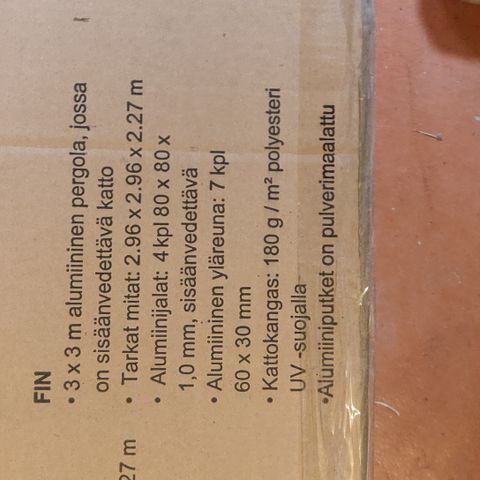 27 m
FIN
• 3 x 3 m alumiininen pergola, jossa
on sisäänvedettävä katto
• Tarkat mitat: 2.96 x 2.96 x 2.27 m
• Alumiinijalat: 4 kpl 80 x 80 x
1,0 mm, sisäänvedettävä
• Alumiininen yläreuna: 7 kpl
60 x 30 mm
• Kattokangas: 180 g / m² polyesteri
UV -suojalla
•Alumiiniputket on pulverimaalattu